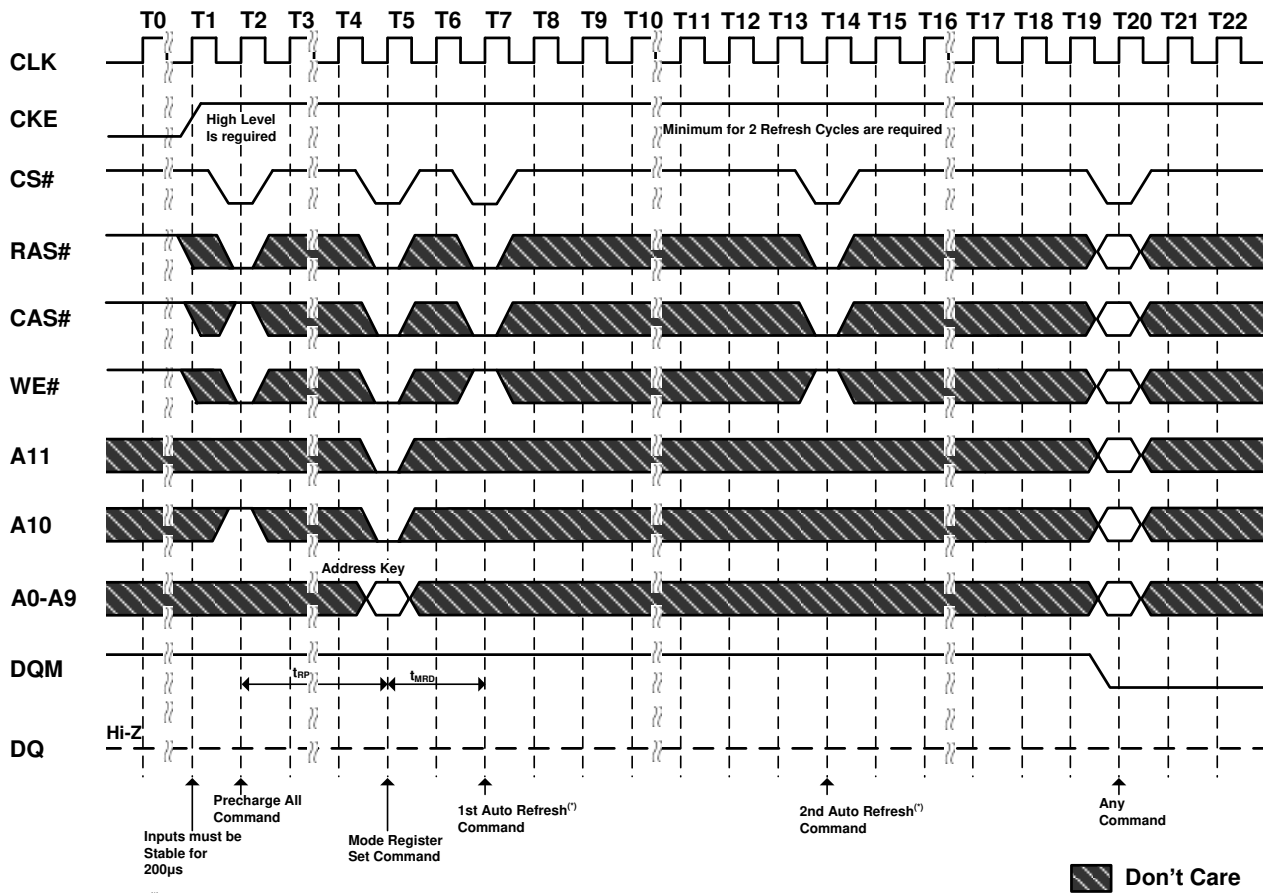 T0 T1 T2 T3 T4 T5 T6 T7 T8 T9 T10 T11 T12 T13 T14 T15 T16 T17 T18 T19 T20 T21 T22
CLK
CKE
High Level
Is reguired
Minimum for 2 Refresh Cycles are required
CS#
RAS#
CAS#
WE#
A11
A10
Address Key
A0-A9
DQM
tRP
tMRD
Hi-Z
DQ
Inputs must be
Stable for
200µs
Precharge All
Command
Mode Register
Set Command
1st Auto Refresh(*)
Command
2nd Auto Refresh(*)
Command
Any
Command
Don't Care